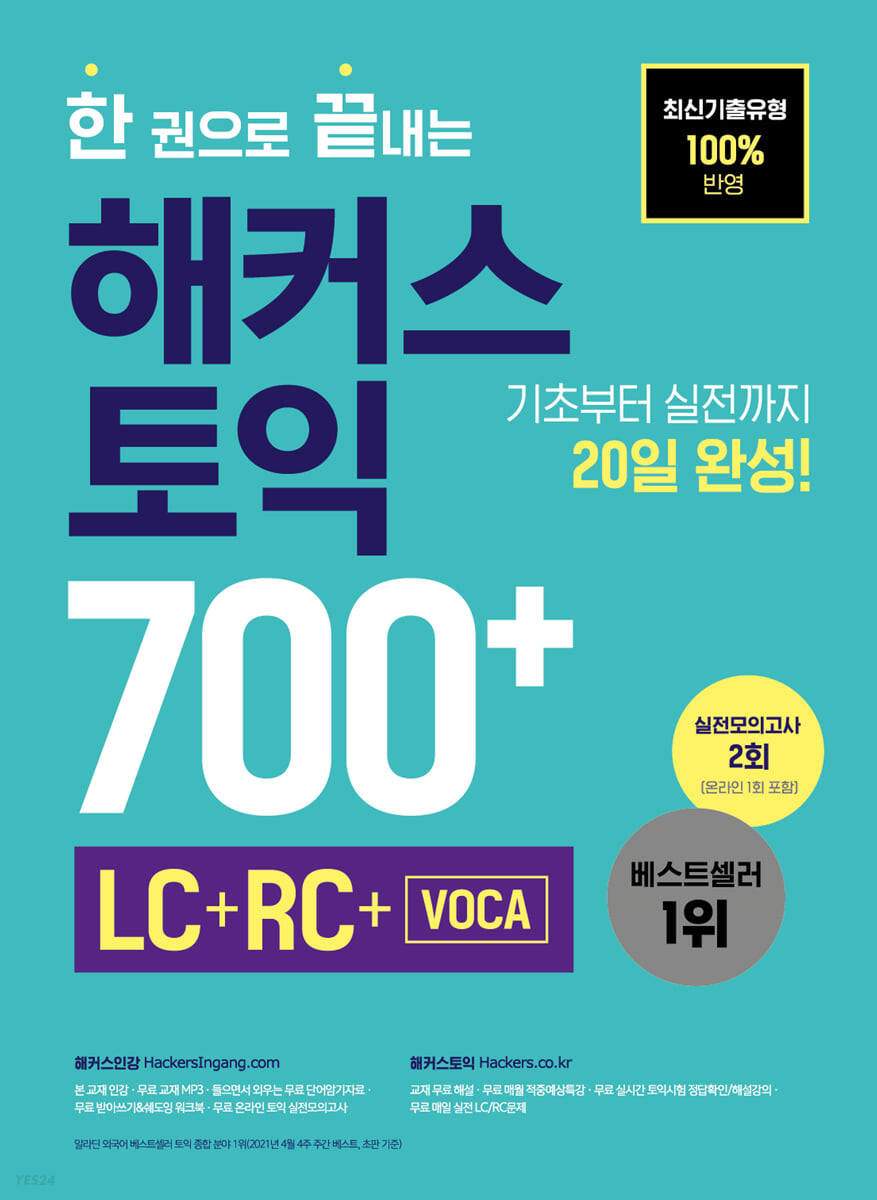 한 권으로 끝내는
최신기출유형
100%
반영
해커스
토익
기초부터 실전까지
20일 완성!
700+
실전모의고사
2회
(온라인 1회 포함)
LC+RC+ VOCA
베스트셀러
1위
해커스인강 HackersIngang.com
본 교재 인강 · 무료 교재 MP3 · 들으면서 외우는 무료 단어암기자료 ·
무료 받아쓰기&쉐도잉 워크북 · 무료 온라인 토익 실전모의고사
해커스토익 Hackers.co.kr
교재 무료 해설 · 무료 매월 적중예상특강 · 무료 실시간 토익시험 정답확인/해설강의 ·
무료 매일 실전 LC/RC문제
알라딘 외국어 베스트셀러 토익 종합 분야 1위(2021년 4월 4주 주간 베스트, 초판 기준)
YES24